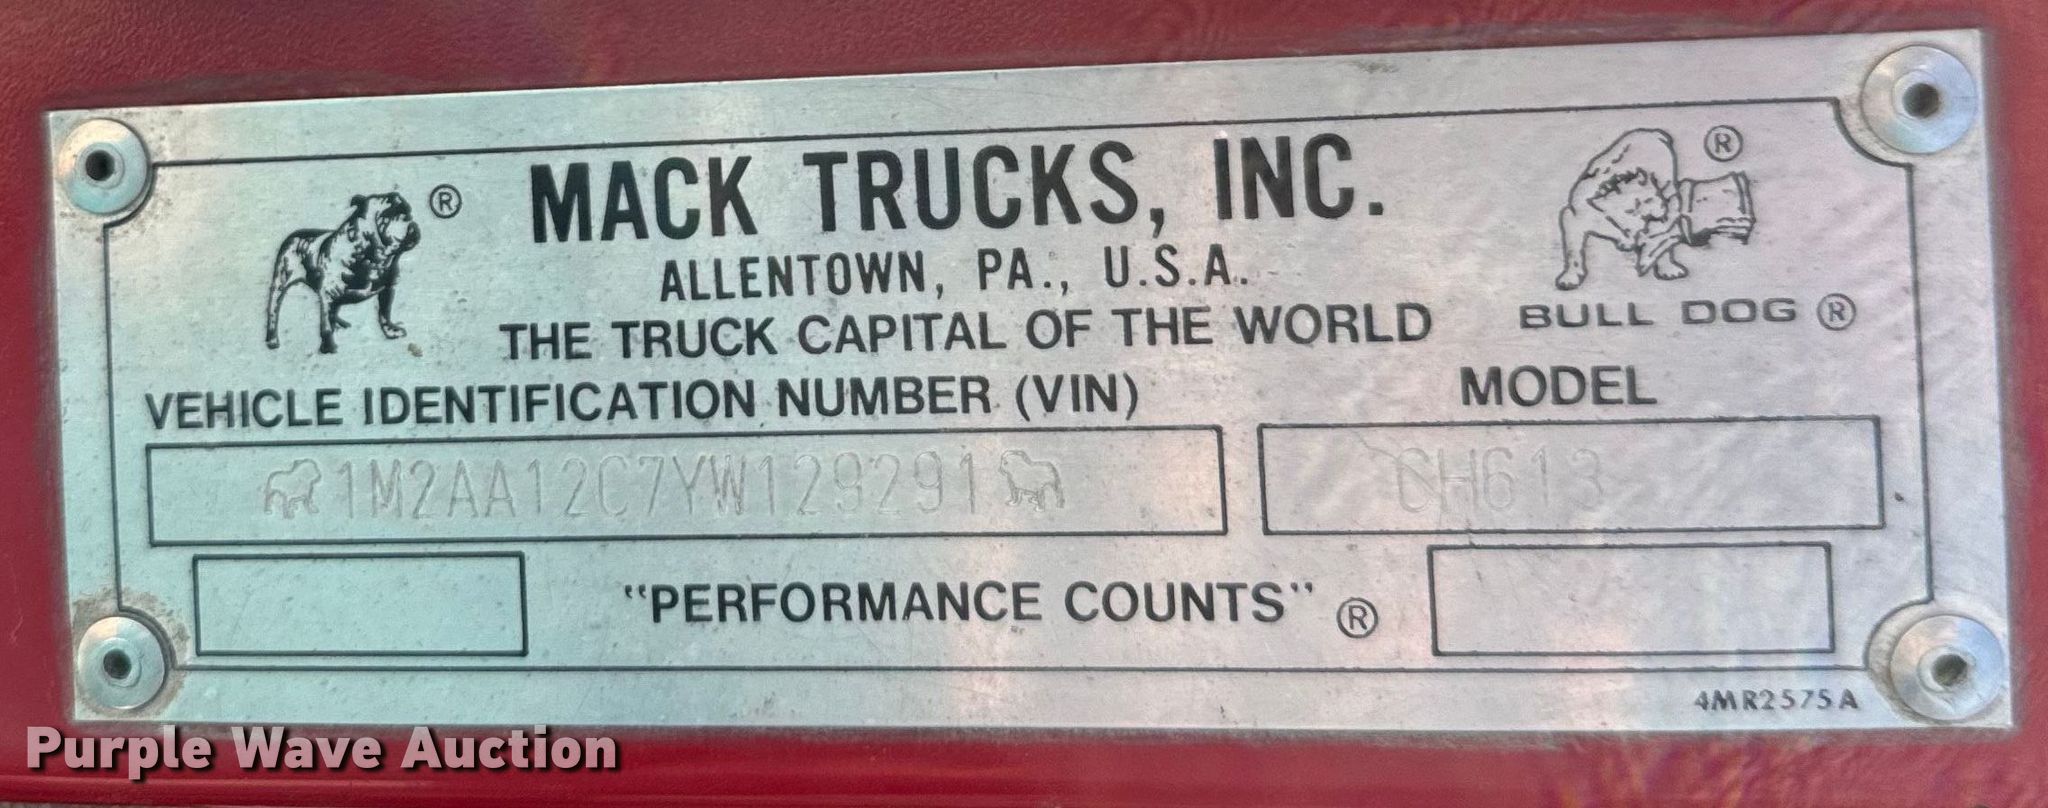 ® MACK TRUCKS, INC. ®
ALLENTOWN, PA., U.S.A.
THE TRUCK CAPITAL OF THE WORLD
BULL DOG ®
VEHICLE IDENTIFICATION NUMBER (VIN)
MODEL
1M2AA12C7YW129291
CH613
“PERFORMANCE COUNTS” ®
4MR2575A
Purple Wave Auction